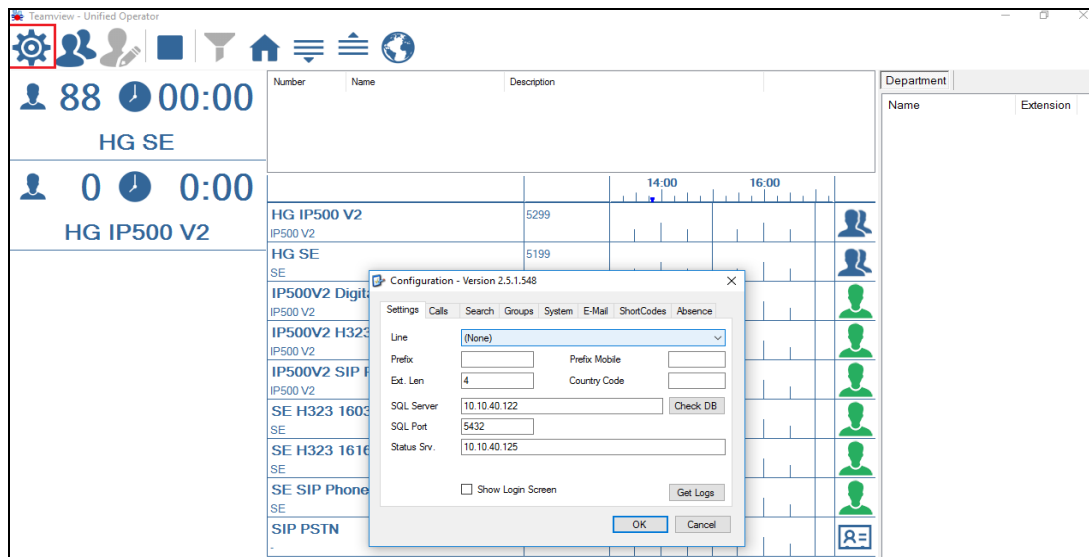 Teamview - Unified Operator
88 00:00
HG SE
0 0:00
HG IP500 V2
Number Name Description
Department
Name Extension
14:00 16:00
HG IP500 V2 5299
IP500 V2
HG SE 5199
SE
IP500V2 Digit
IP500 V2
IP500V2 H323
IP500 V2
IP500V2 SIP
IP500 V2
SE H323 1603
SE
SE H323 1616
SE
SE SIP Phone
SE
SIP PSTN
-
Configuration - Version 2.5.1.548
Settings Calls Search Groups System E-Mail ShortCodes Absence
Line (None)
Prefix Prefix Mobile
Ext. Len 4 Country Code
SQL Server 10.10.40.122 Check DB
SQL Port 5432
Status Srv. 10.10.40.125
Show Login Screen Get Logs
OK Cancel